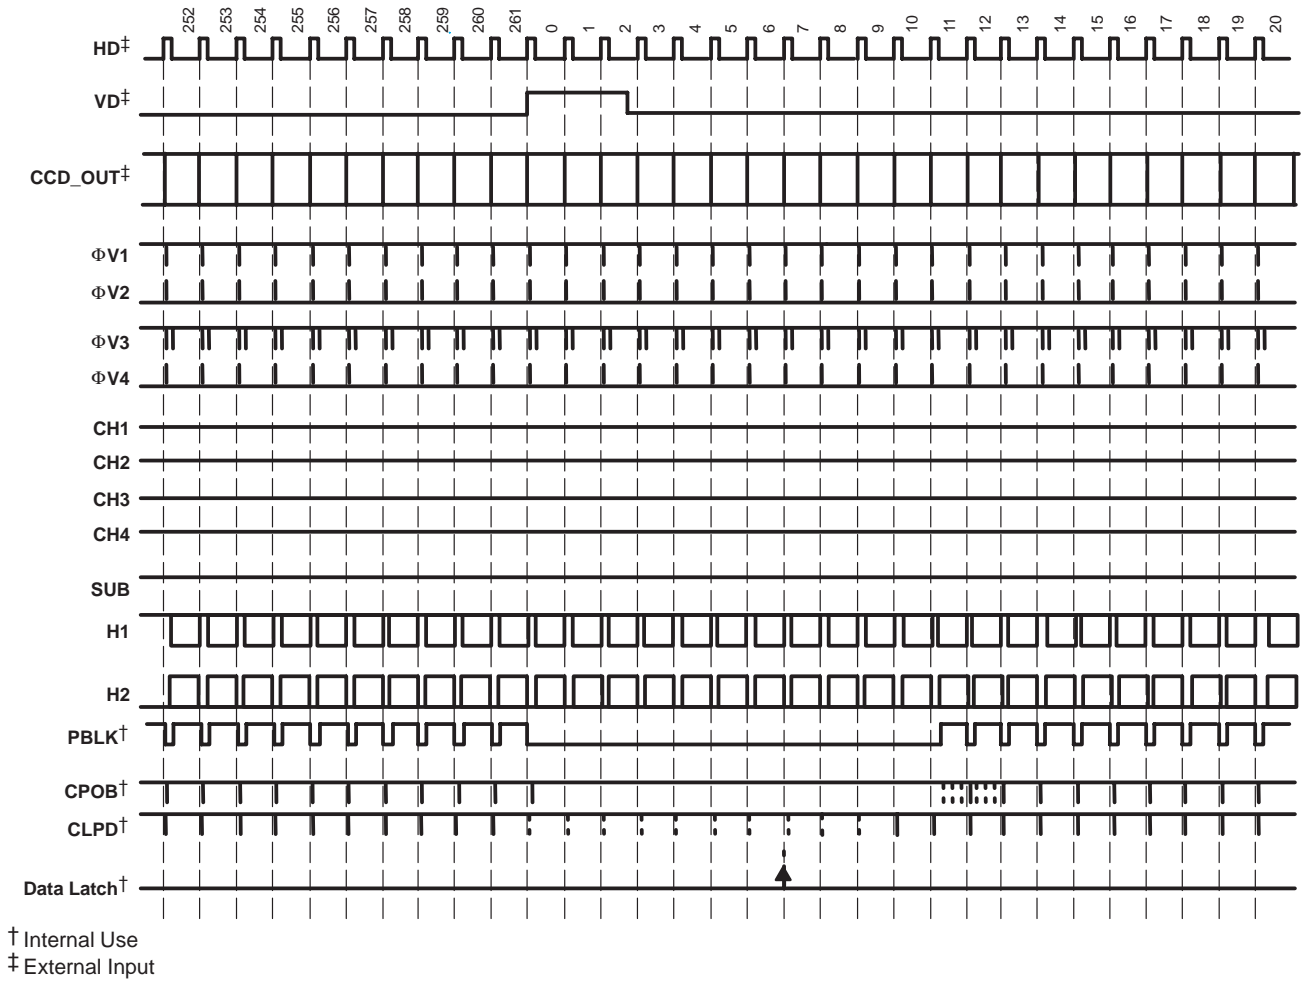 252 253 254 255 256 257 258 259 260 261 0 1 2 3 4 5 6 7 8 9 10 11 12 13 14 15 16 17 18 19 20
HD‡
VD‡
CCD_OUT‡
ΦV1
ΦV2
ΦV3
ΦV4
CH1
CH2
CH3
CH4
SUB
H1
H2
PBLK†
CPOB†
CLPD†
Data Latch†
† Internal Use
‡ External Input